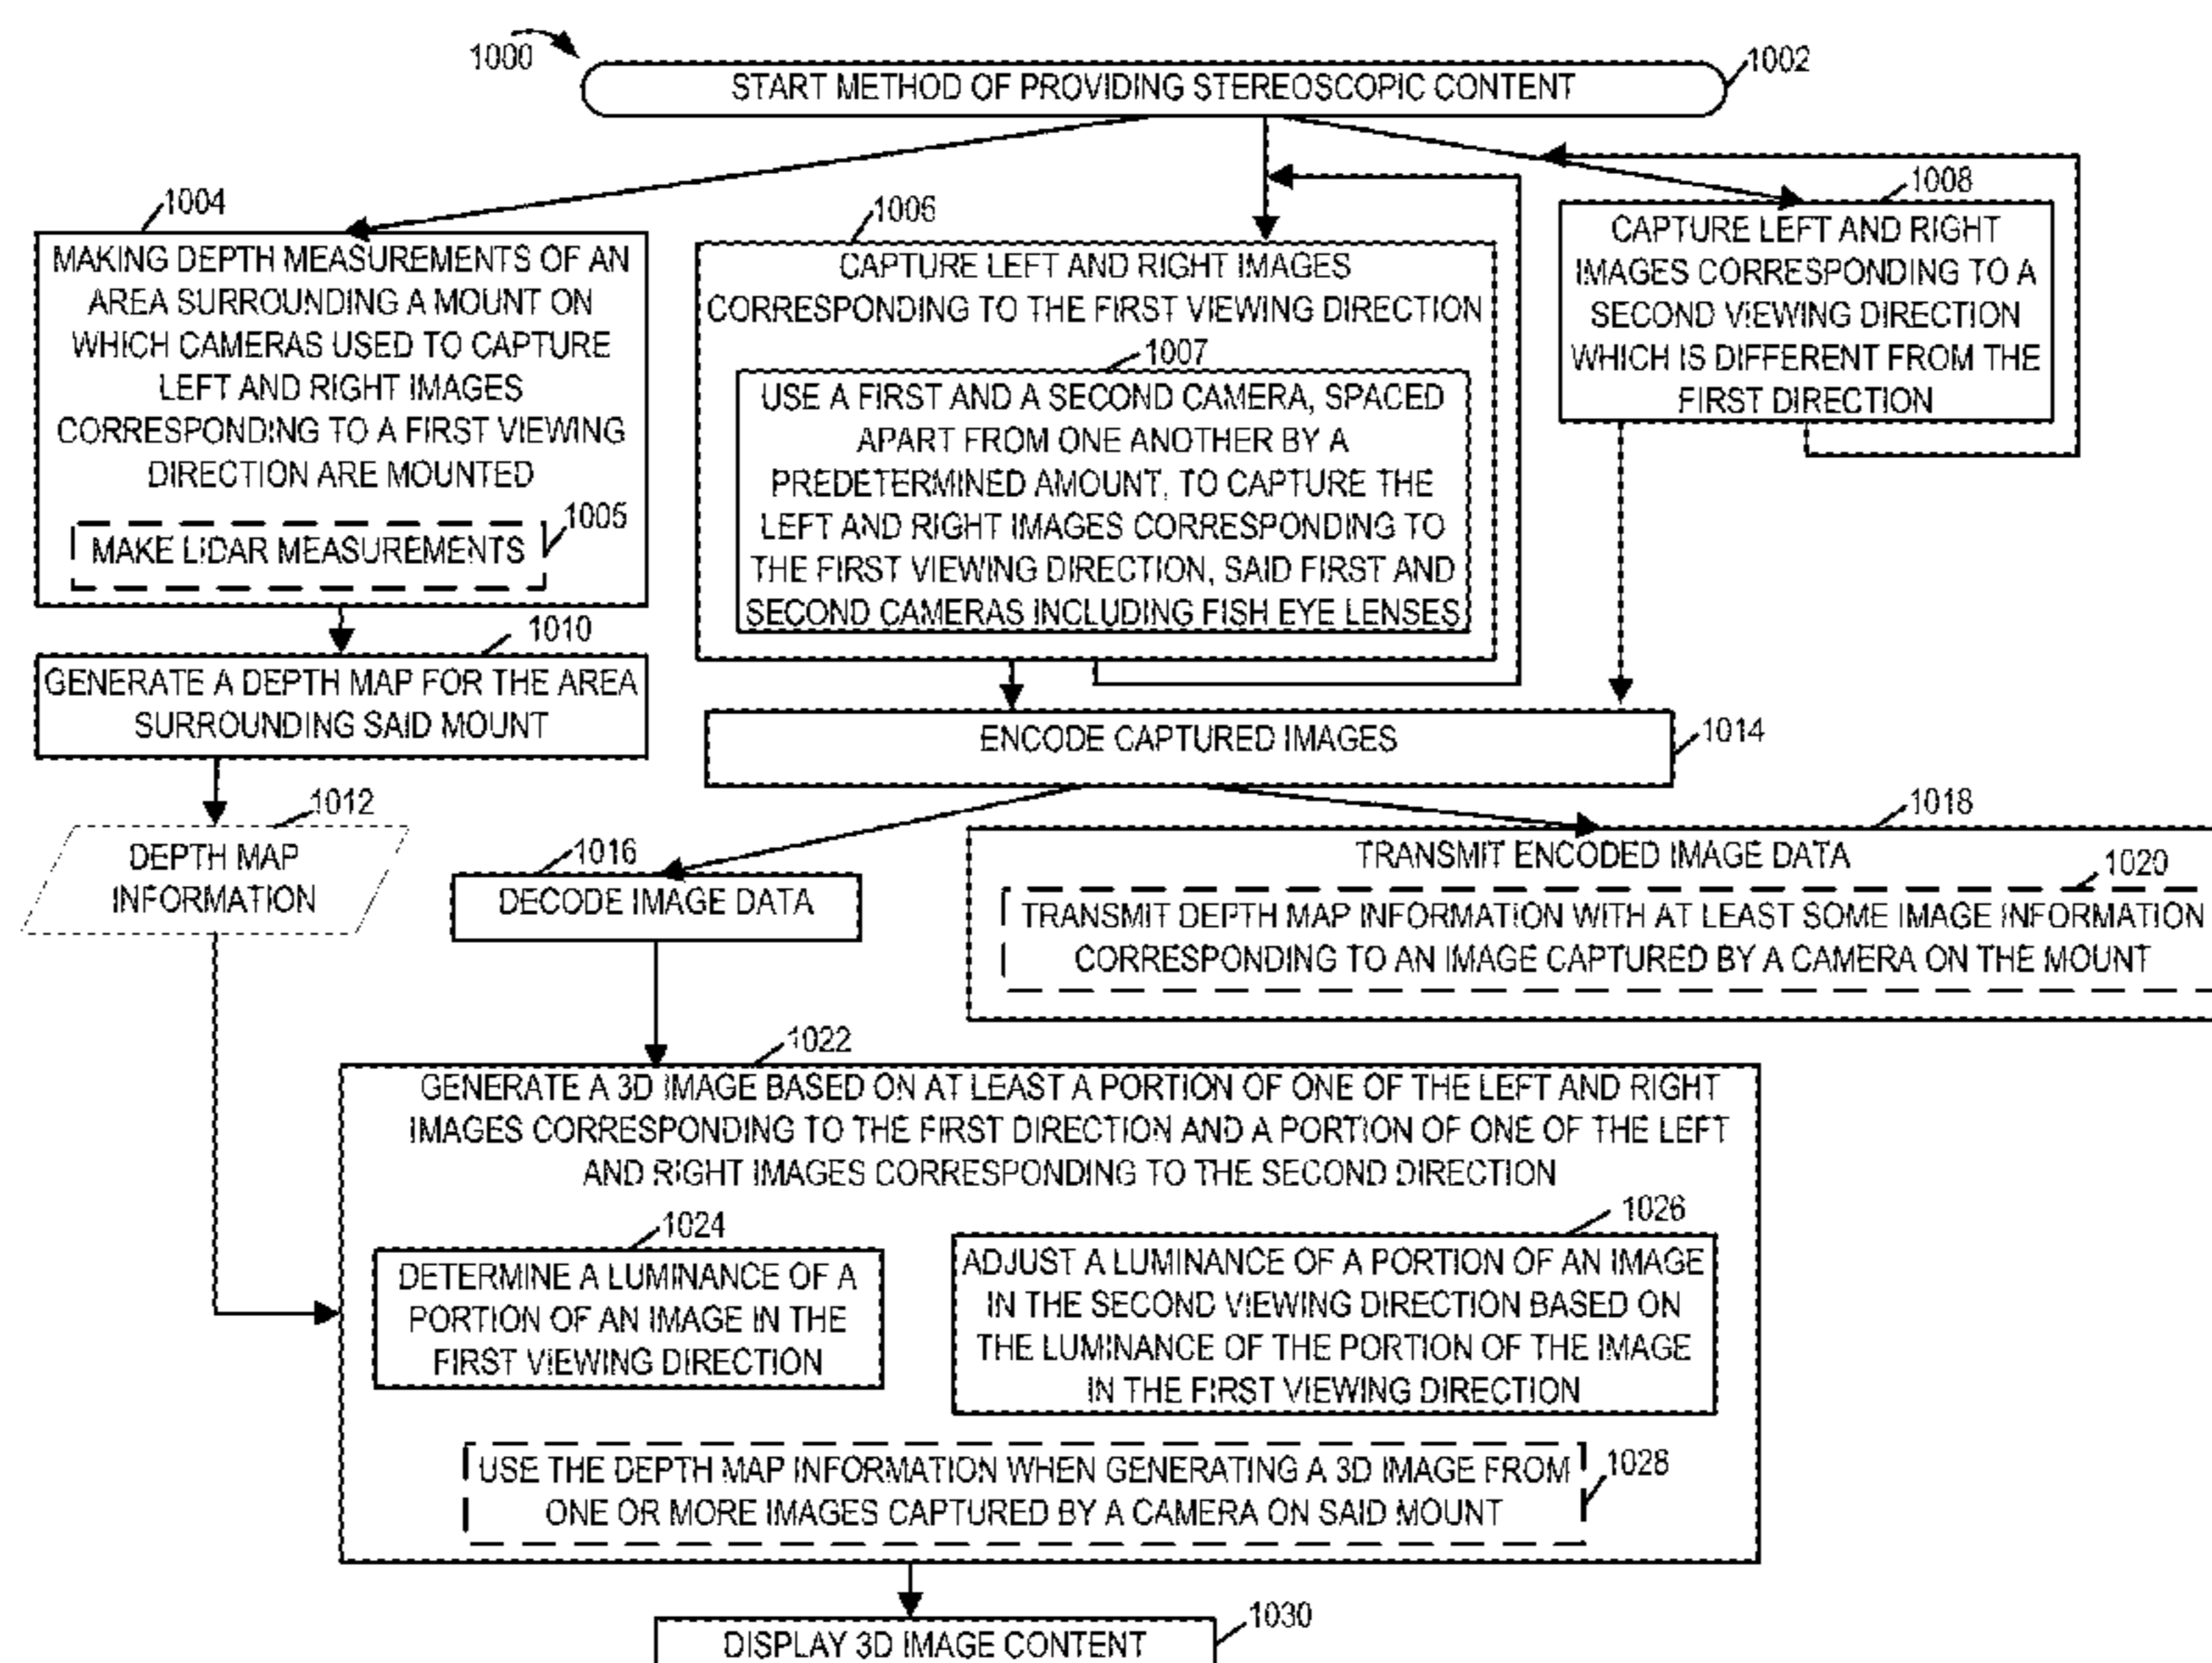 1000
1002
START METHOD OF PROVIDING STEREOSCOPIC CONTENT
1004
MAKING DEPTH MEASUREMENTS OF AN
AREA SURROUNDING A MOUNT ON
WHICH CAMERAS USED TO CAPTURE
LEFT AND RIGHT IMAGES
CORRESPONDING TO A FIRST VIEWING
DIRECTION ARE MOUNTED
1005
MAKE LIDAR MEASUREMENTS
1006
CAPTURE LEFT AND RIGHT IMAGES
CORRESPONDING TO THE FIRST VIEWING DIRECTION
1007
USE A FIRST AND A SECOND CAMERA, SPACED
APART FROM ONE ANOTHER BY A
PREDETERMINED AMOUNT, TO CAPTURE THE
LEFT AND RIGHT IMAGES CORRESPONDING TO
THE FIRST VIEWING DIRECTION, SAID FIRST AND
SECOND CAMERAS INCLUDING FISH EYE LENSES
1008
CAPTURE LEFT AND RIGHT
IMAGES CORRESPONDING TO A
SECOND VIEWING DIRECTION
WHICH IS DIFFERENT FROM THE
FIRST DIRECTION
1010
GENERATE A DEPTH MAP FOR THE AREA
SURROUNDING SAID MOUNT
ENCODE CAPTURED IMAGES
1014
1012
DEPTH MAP
INFORMATION
1016
DECODE IMAGE DATA
1018
TRANSMIT ENCODED IMAGE DATA
1020
TRANSMIT DEPTH MAP INFORMATION WITH AT LEAST SOME IMAGE INFORMATION
CORRESPONDING TO AN IMAGE CAPTURED BY A CAMERA ON THE MOUNT
1022
GENERATE A 3D IMAGE BASED ON AT LEAST A PORTION OF ONE OF THE LEFT AND RIGHT
IMAGES CORRESPONDING TO THE FIRST DIRECTION AND A PORTION OF ONE OF THE LEFT
AND RIGHT IMAGES CORRESPONDING TO THE SECOND DIRECTION
1024
DETERMINE A LUMINANCE OF A
PORTION OF AN IMAGE IN THE
FIRST VIEWING DIRECTION
1026
ADJUST A LUMINANCE OF A PORTION OF AN IMAGE
IN THE SECOND VIEWING DIRECTION BASED ON
THE LUMINANCE OF THE PORTION OF THE IMAGE
IN THE FIRST VIEWING DIRECTION
USE THE DEPTH MAP INFORMATION WHEN GENERATING A 3D IMAGE FROM
ONE OR MORE IMAGES CAPTURED BY A CAMERA ON SAID MOUNT
1028
1030
DISPLAY 3D IMAGE CONTENT